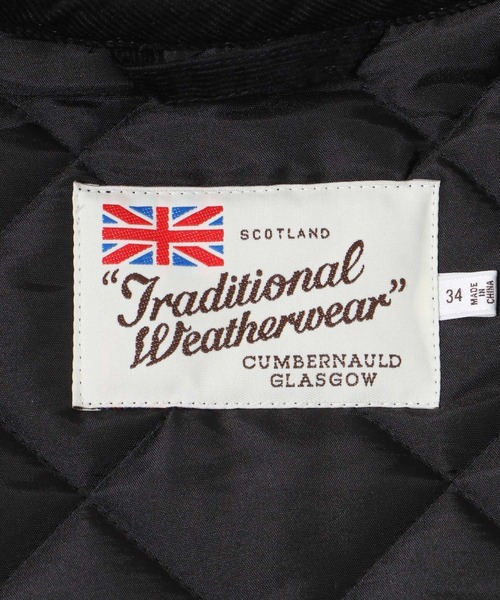 SCOTLAND
"Traditional
Weatherwear"
CUMBERNAULD
GLASGOW
34
MADE
IN
CHINA